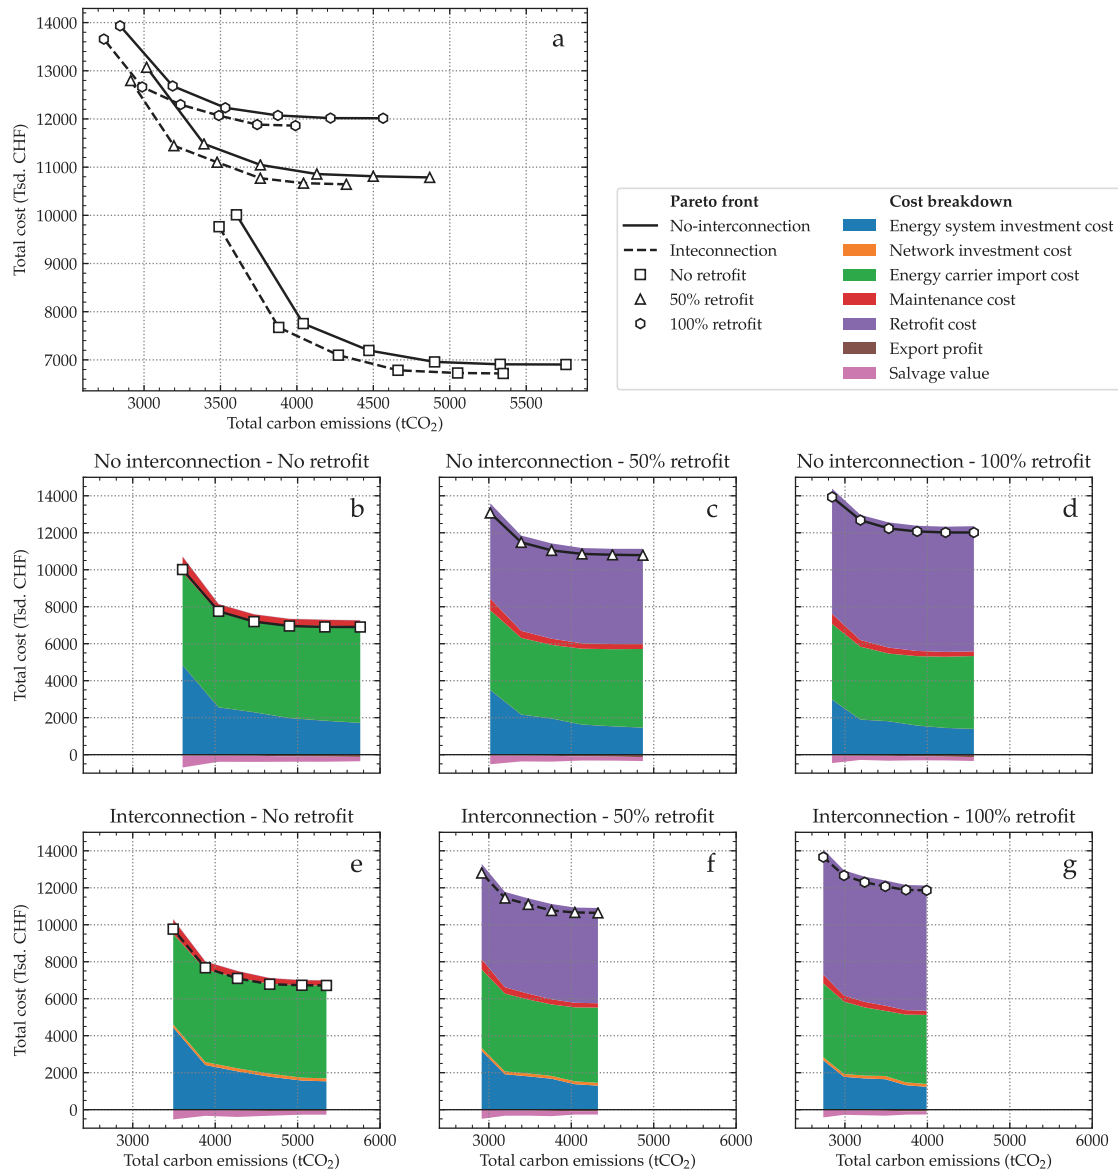 14000
13000
12000
11000
10000
9000
8000
7000
Total cost (Tsd. CHF)
a
3000 3500 4000 4500 5000 5500
Total carbon emissions (tCO₂)
Pareto front
No-interconnection
Inteconnection
No retrofit
50% retrofit
100% retrofit
Cost breakdown
Energy system investment cost
Network investment cost
Energy carrier import cost
Maintenance cost
Retrofit cost
Export profit
Salvage value
No interconnection - No retrofit
b
14000
12000
10000
8000
6000
4000
2000
0
Total cost (Tsd. CHF)
No interconnection - 50% retrofit
c
No interconnection - 100% retrofit
d
Interconnection - No retrofit
e
14000
12000
10000
8000
6000
4000
2000
0
Total cost (Tsd. CHF)
3000 4000 5000 6000
Total carbon emissions (tCO₂)
Interconnection - 50% retrofit
f
3000 4000 5000 6000
Total carbon emissions (tCO₂)
Interconnection - 100% retrofit
g
3000 4000 5000 6000
Total carbon emissions (tCO₂)